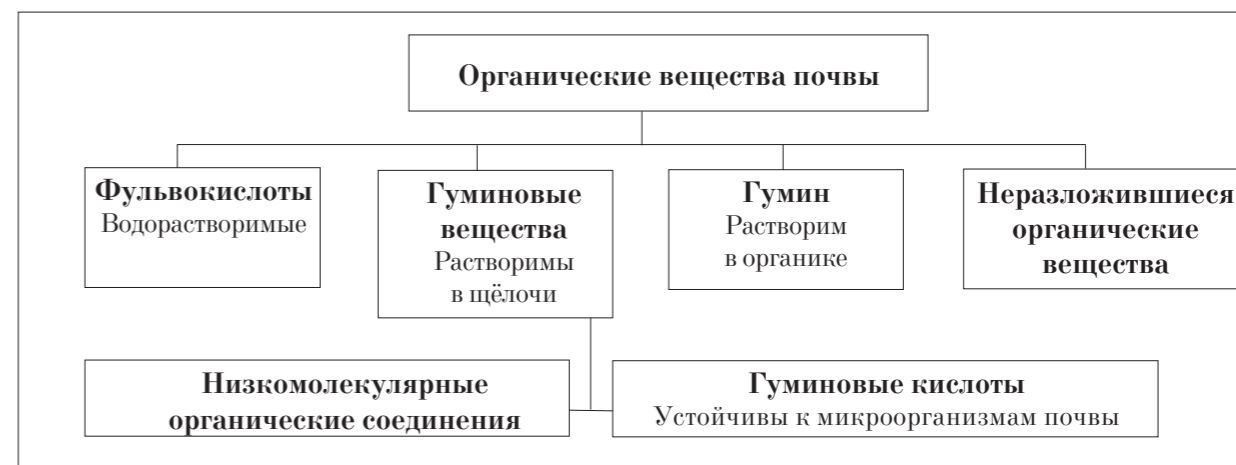 Органические вещества почвы
Фульвокислоты
Водорастворимые
Гуминовые
вещества
Растворимы
в щёлочи
Гумин
Растворим
в органике
Неразложившиеся
органические
вещества
Низкомолекулярные
органические соединения
Гуминовые кислоты
Устойчивы к микроорганизмам почвы